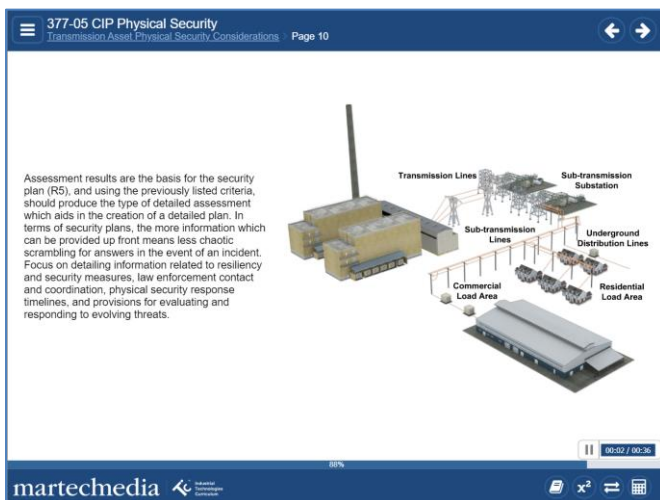 377-05 CIP Physical Security
Transmission Asset Physical Security Considerations > Page 10
Assessment results are the basis for the security
plan (R5), and using the previously listed criteria,
should produce the type of detailed assessment
which aids in the creation of a detailed plan. In
terms of security plans, the more information which
can be provided up front means less chaotic
scrambling for answers in the event of an incident.
Focus on detailing information related to resiliency
and security measures, law enforcement contact
and coordination, physical security response
timelines, and provisions for evaluating and
responding to evolving threats.
Transmission Lines
Sub-transmission
Substation
Sub-transmission
Lines
Underground
Distribution Lines
Commercial
Load Area
Residential
Load Area
00:02 / 00:36
88%
martechmedia
Industrial
Technologies
Curriculum
x²